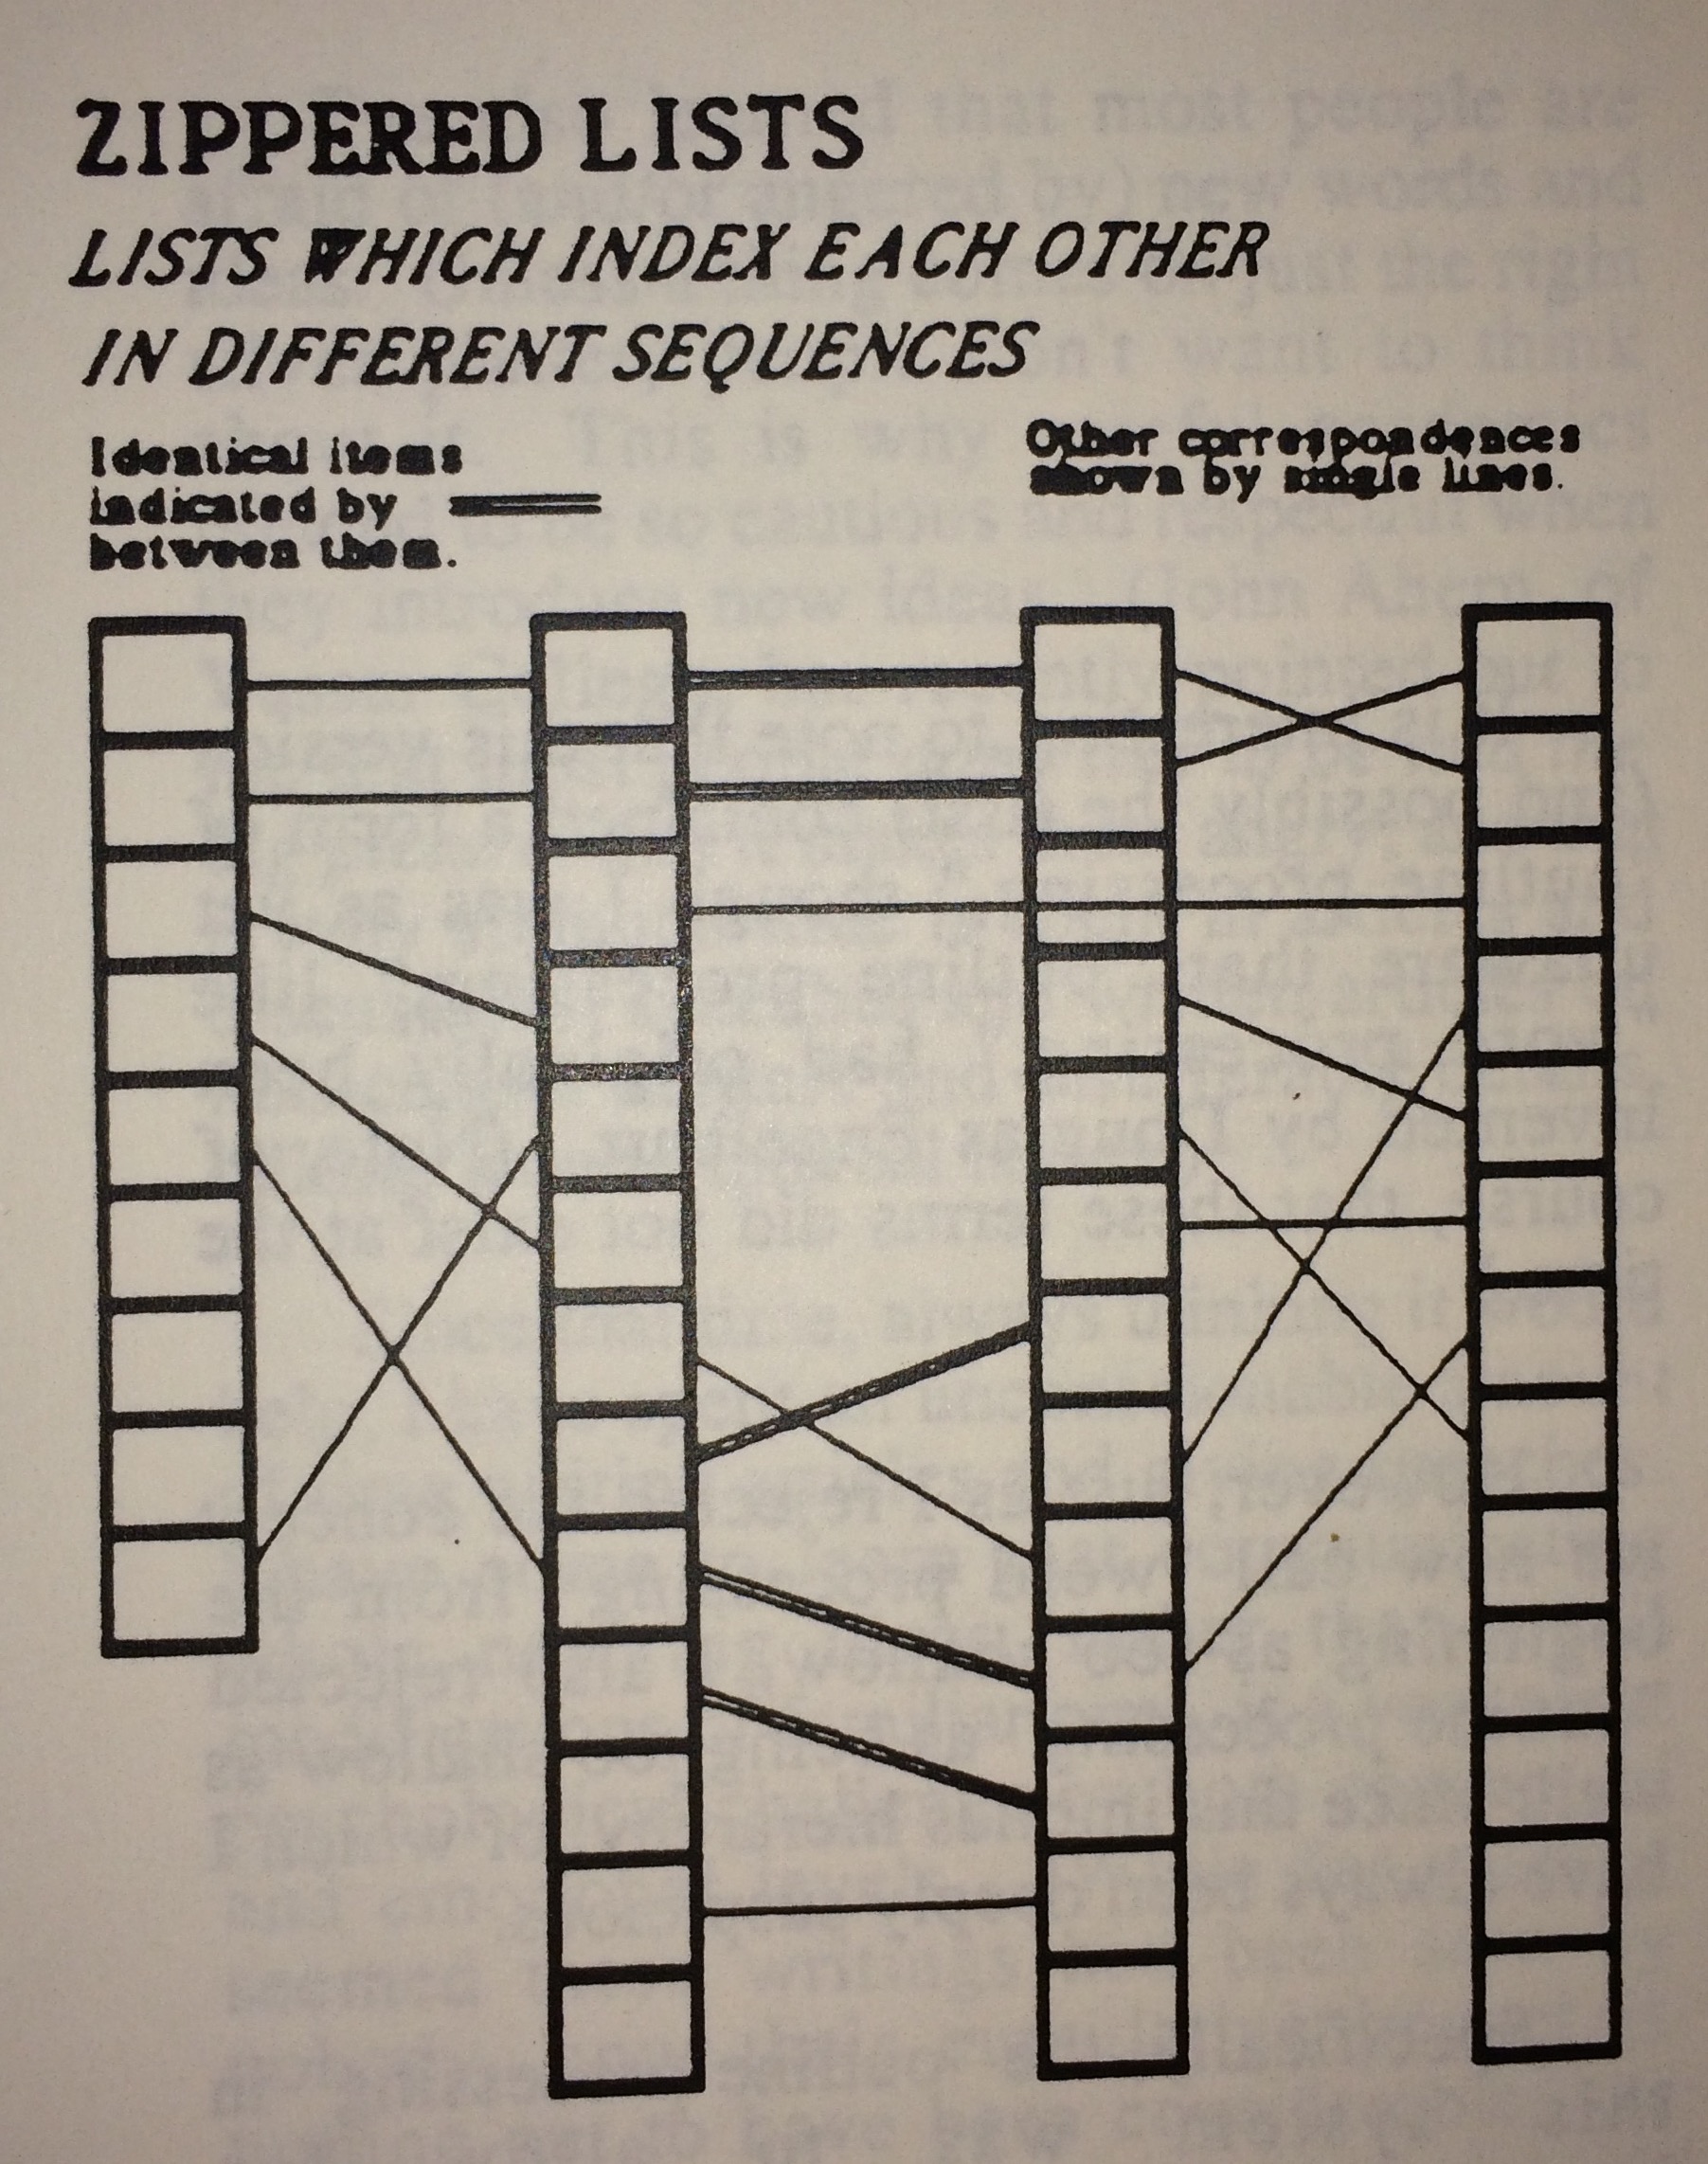 ZIPPERED LISTS
LISTS WHICH INDEX EACH OTHER
IN DIFFERENT SEQUENCES
Identical items
indicated by
between them.
Other correspondences
shown by single lines.